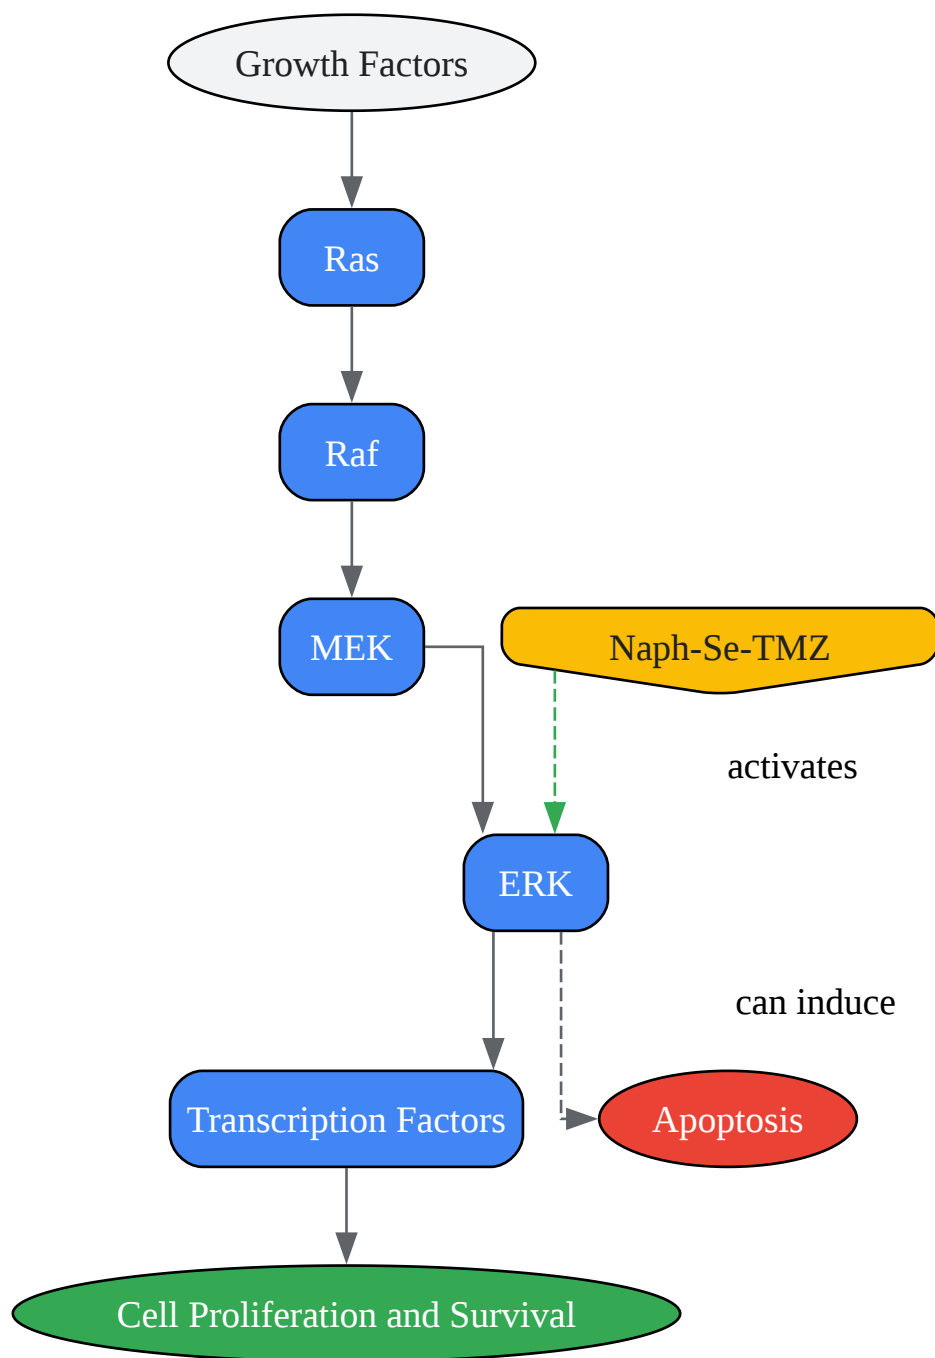 Growth Factors
Ras
Raf
MEK
Naph-Se-TMZ
activates
ERK
can induce
Transcription Factors
Apoptosis
Cell Proliferation and Survival